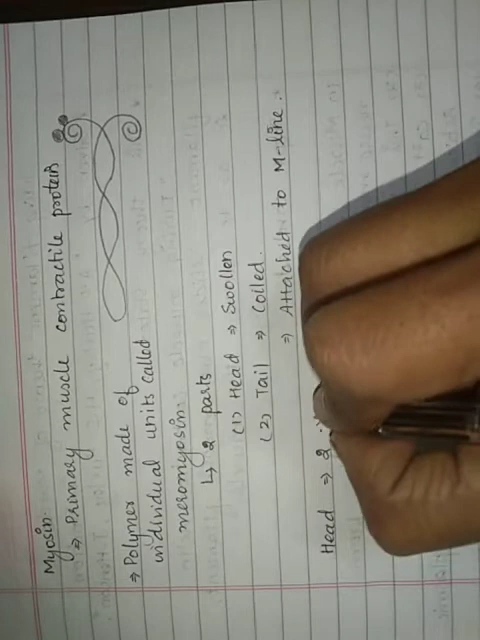 Myosin
⇒ Primary muscle contractile protein
⇒ Polymer made of
individual units called
meromyosin
↳ 2 parts
(1) Head ⇒ Swollen
(2) Tail ⇒ Coiled.
⇒ Attached to M-line.
Head ⇒ 2